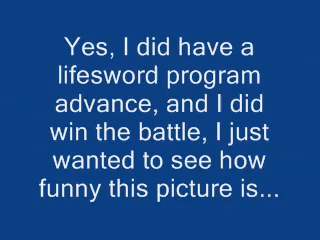 Yes, I did have a
lifesword program
advance, and I did
win the battle, I just
wanted to see how
funny this picture is...